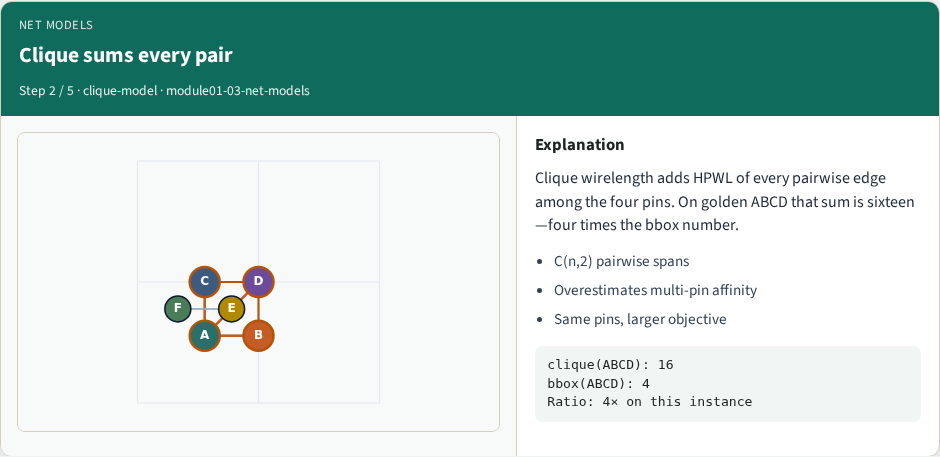 NET MODELS
Clique sums every pair
Step 2 / 5 · clique-model · module01-03-net-models
C
D
F
E
A
B
Explanation
Clique wirelength adds HPWL of every pairwise edge
among the four pins. On golden ABCD that sum is sixteen
—four times the bbox number.
• C(n,2) pairwise spans
• Overestimates multi-pin affinity
• Same pins, larger objective
clique(ABCD): 16
bbox(ABCD): 4
Ratio: 4× on this instance